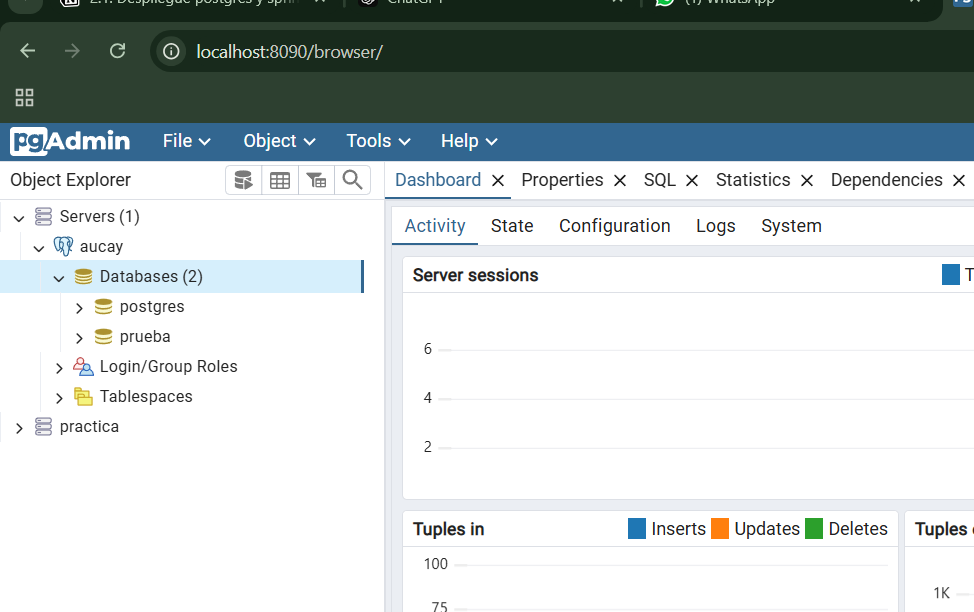 2.1. Despliegue postgres y spri
ChatGPT
(1) WhatsApp
localhost:8090/browser/
pgAdmin File Object Tools Help
Object Explorer
Dashboard Properties SQL Statistics Dependencies
Servers (1)
aucay
Databases (2)
postgres
prueba
Login/Group Roles
Tablespaces
practica
Activity State Configuration Logs System
Server sessions
T
6
4
2
Tuples in
Inserts Updates Deletes
100
75
Tuples
1K